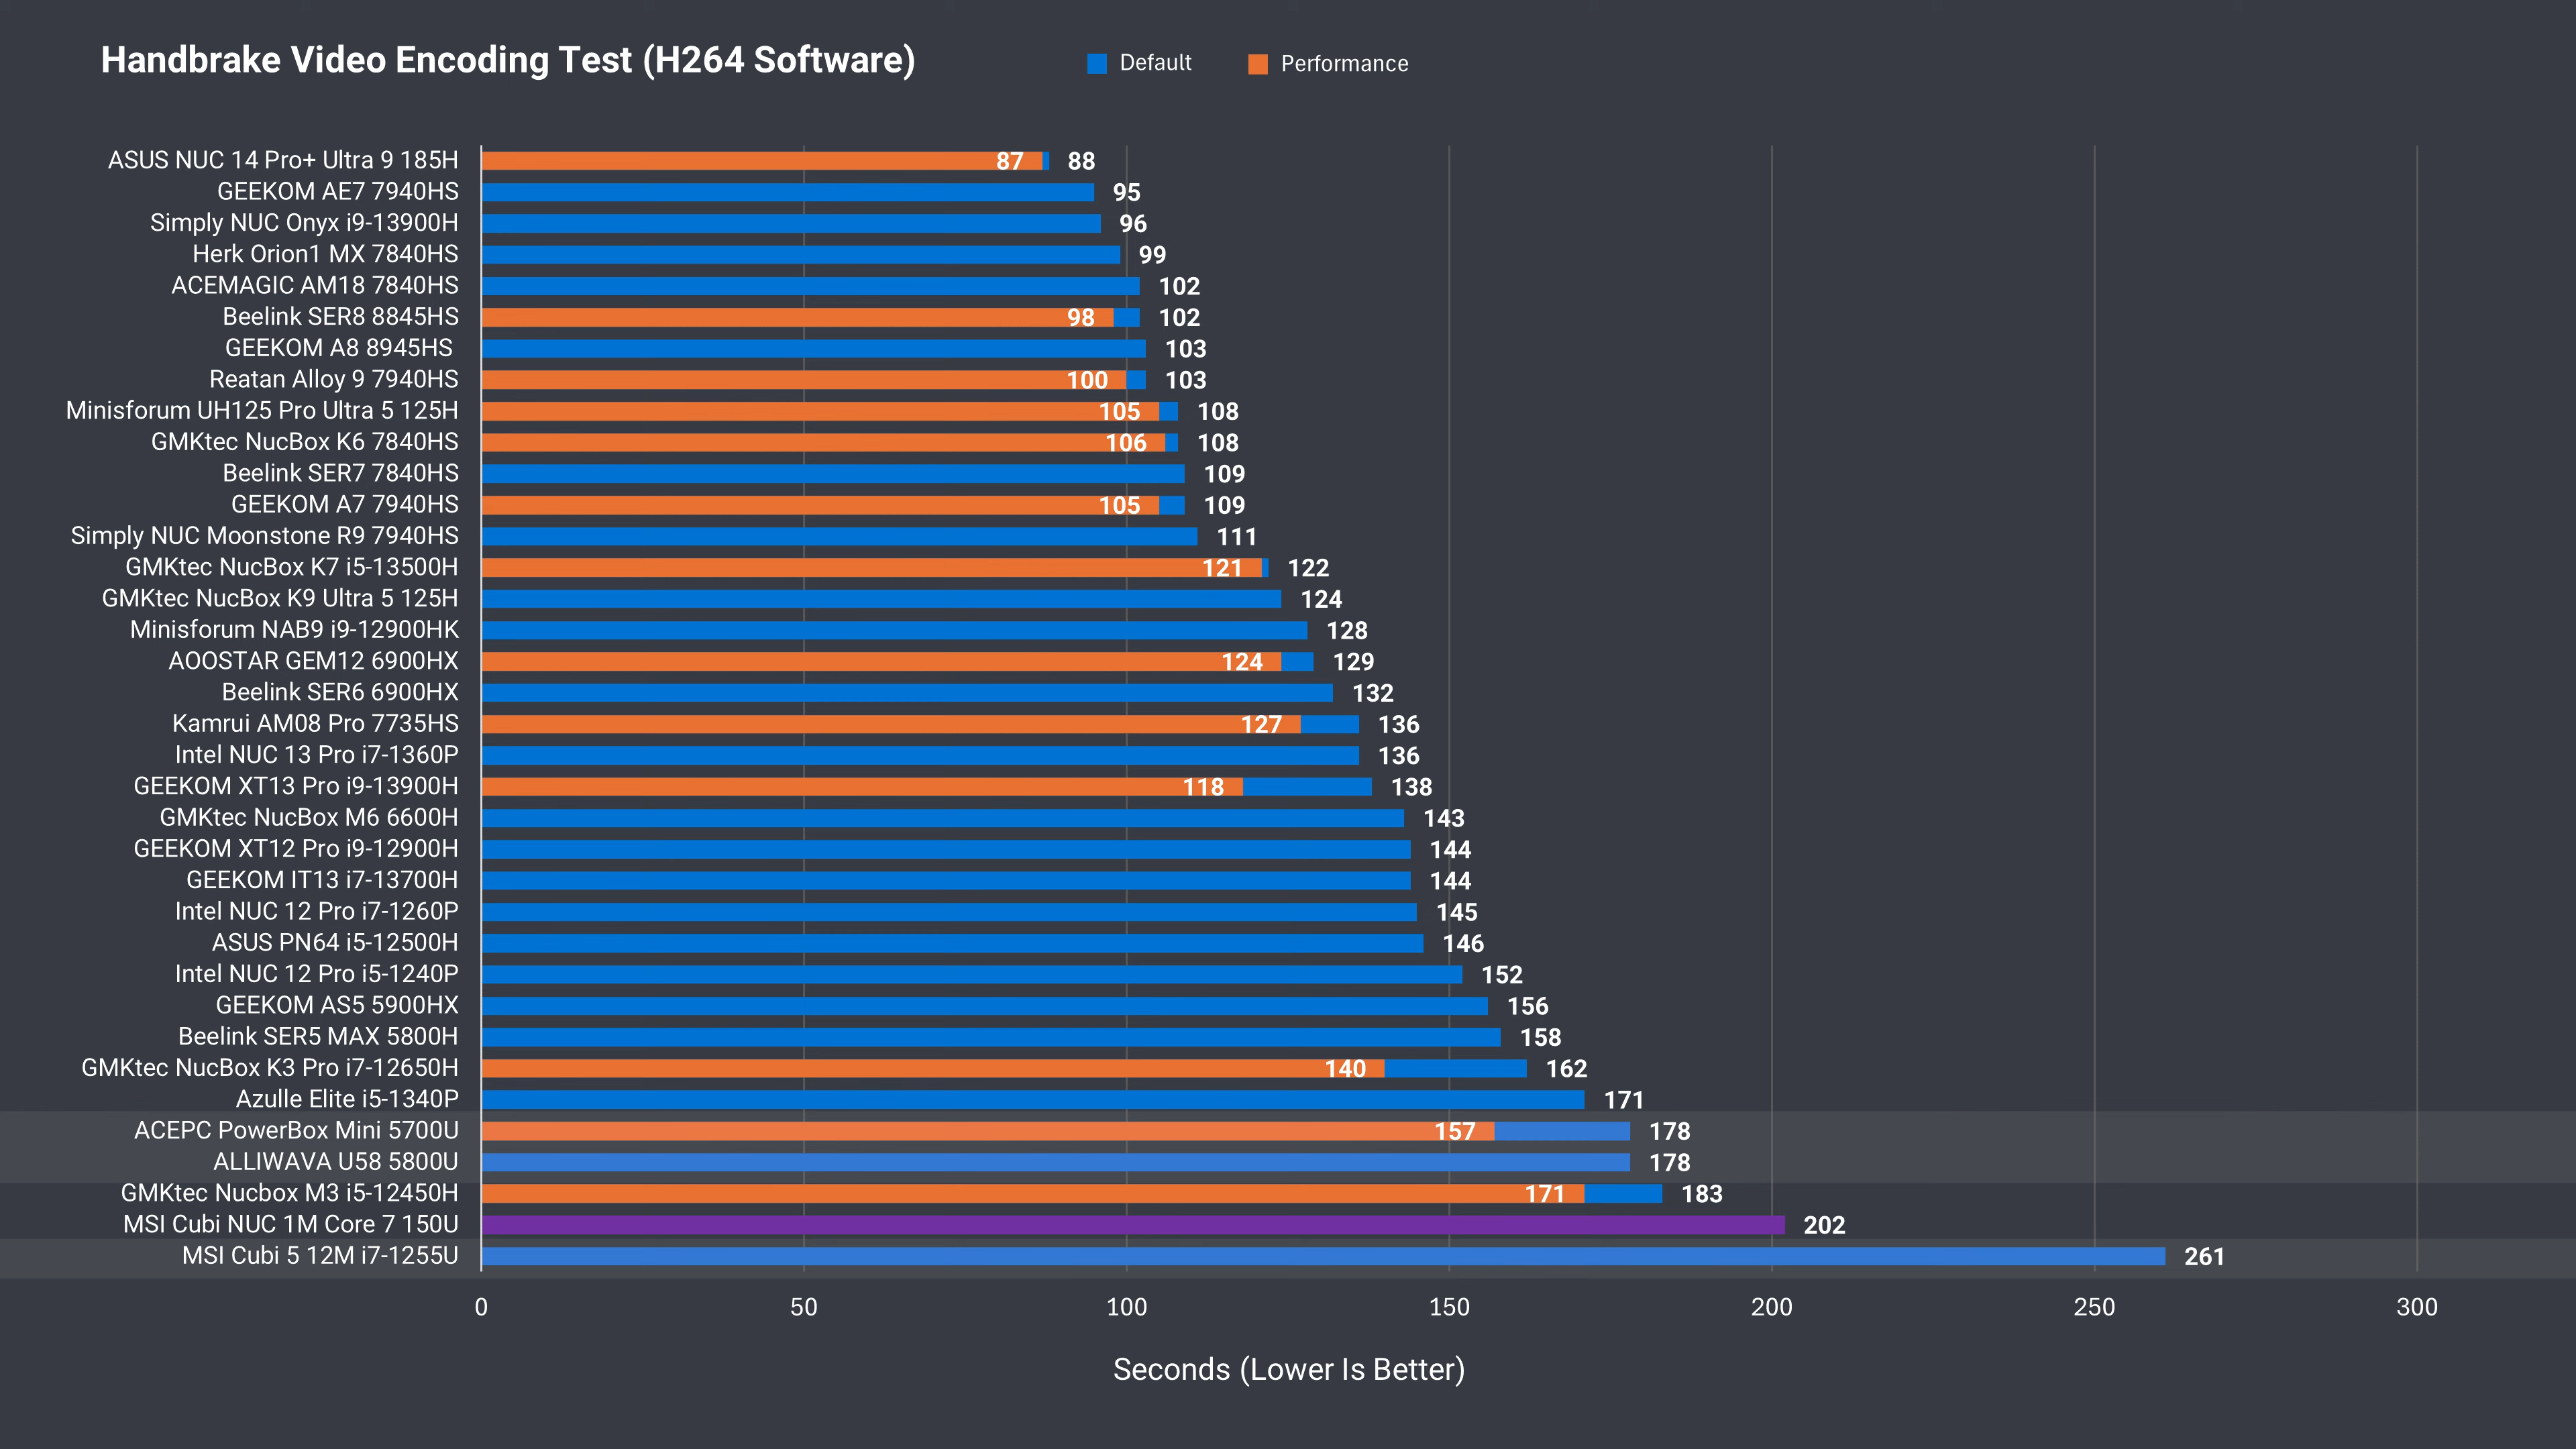 Handbrake Video Encoding Test (H264 Software)
Default
Performance
ASUS NUC 14 Pro+ Ultra 9 185H 87 88
GEEKOM AE7 7940HS 95
Simply NUC Onyx i9-13900H 96
Herk Orion1 MX 7840HS 99
ACEMAGIC AM18 7840HS 102
Beelink SER8 8845HS 98 102
GEEKOM A8 8945HS 103
Reatan Alloy 9 7940HS 100 103
Minisforum UH125 Pro Ultra 5 125H 105 108
GMKtec NucBox K6 7840HS 106 108
Beelink SER7 7840HS 109
GEEKOM A7 7940HS 105 109
Simply NUC Moonstone R9 7940HS 111
GMKtec NucBox K7 i5-13500H 121 122
GMKtec NucBox K9 Ultra 5 125H 124
Minisforum NAB9 i9-12900HK 128
AOOSTAR GEM12 6900HX 124 129
Beelink SER6 6900HX 132
Kamrui AM08 Pro 7735HS 127 136
Intel NUC 13 Pro i7-1360P 136
GEEKOM XT13 Pro i9-13900H 118 138
GMKtec NucBox M6 6600H 143
GEEKOM XT12 Pro i9-12900H 144
GEEKOM IT13 i7-13700H 144
Intel NUC 12 Pro i7-1260P 145
ASUS PN64 i5-12500H 146
Intel NUC 12 Pro i5-1240P 152
GEEKOM AS5 5900HX 156
Beelink SER5 MAX 5800H 158
GMKtec NucBox K3 Pro i7-12650H 140 162
Azulle Elite i5-1340P 171
ACEPC PowerBox Mini 5700U 157 178
ALLIWAVA U58 5800U 178
GMKtec Nucbox M3 i5-12450H 171 183
MSI Cubi NUC 1M Core 7 150U 202
MSI Cubi 5 12M i7-1255U 261
0 50 100 150 200 250 300
Seconds (Lower Is Better)